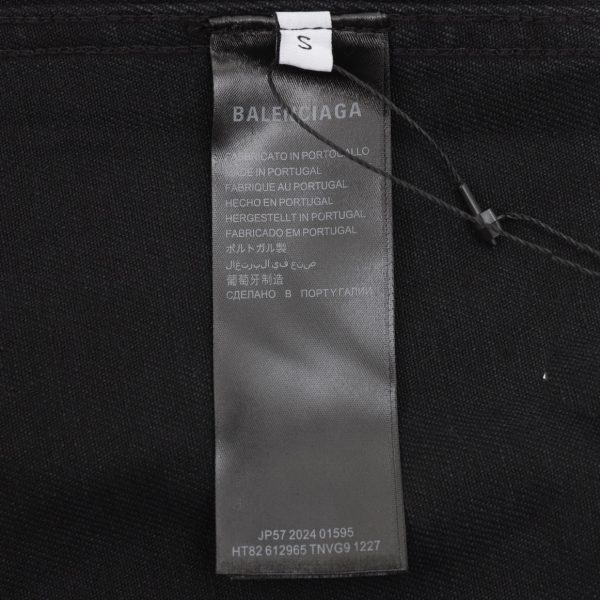 S
BALENCIAGA
FABRICATO IN PORTOGALLO
MADE IN PORTUGAL
FABRIQUE AU PORTUGAL
HECHO EN PORTUGAL
HERGESTELLT IN PORTUGAL
FABRICADO EM PORTUGAL
ポルトガル製
صنع في البرتغال
葡萄牙制造
СДЕЛАНО В ПОРТУГАЛИИ
JP57 2024 01595
HT82 612965 TNVG9 1227